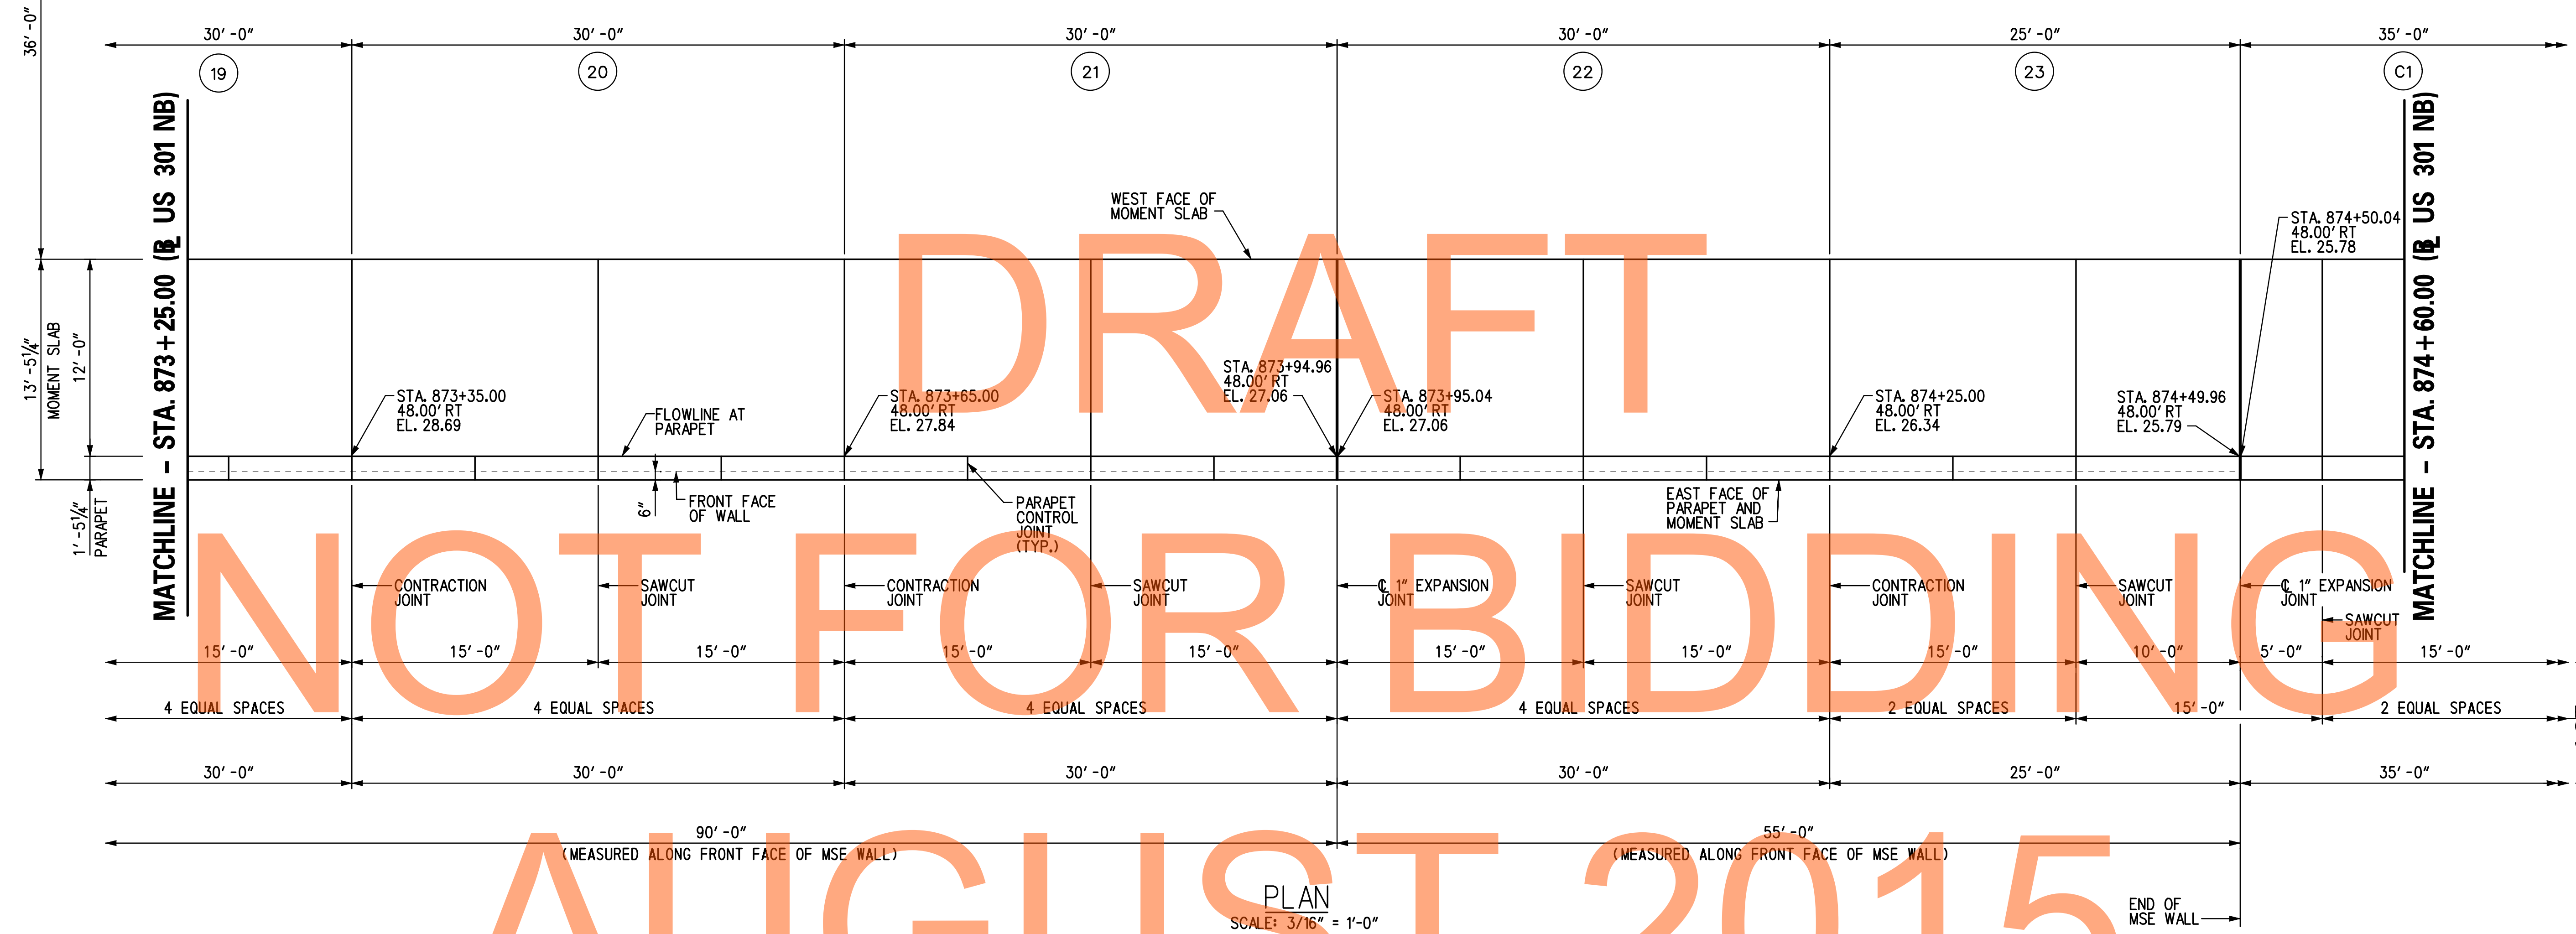 36'-0"
30'-0"
30'-0"
30'-0"
30'-0"
25'-0"
35'-0"
19
20
21
22
23
C1
MATCHLINE - STA. 873+25.00 (BL US 301 NB)
MATCHLINE - STA. 874+60.00 (BL US 301 NB)
WEST FACE OF
MOMENT SLAB
STA. 874+50.04
48.00' RT
EL. 25.78
DRAFT
13'-5¼"
MOMENT SLAB
12'-0"
1'-5¼"
PARAPET
STA. 873+35.00
48.00' RT
EL. 28.69
FLOWLINE AT
PARAPET
STA. 873+65.00
48.00' RT
EL. 27.84
STA. 873+94.96
48.00' RT
EL. 27.06
STA. 873+95.04
48.00' RT
EL. 27.06
STA. 874+25.00
48.00' RT
EL. 26.34
STA. 874+49.96
48.00' RT
EL. 25.79
6"
FRONT FACE
OF WALL
PARAPET
CONTROL
JOINT
(TYP.)
EAST FACE OF
PARAPET AND
MOMENT SLAB
NOT FOR BIDDING
CONTRACTION
JOINT
SAWCUT
JOINT
CONTRACTION
JOINT
SAWCUT
JOINT
℄ 1" EXPANSION
JOINT
SAWCUT
JOINT
CONTRACTION
JOINT
SAWCUT
JOINT
℄ 1" EXPANSION
JOINT
SAWCUT
JOINT
15'-0"
15'-0"
15'-0"
15'-0"
15'-0"
15'-0"
15'-0"
15'-0"
10'-0"
5'-0"
15'-0"
4 EQUAL SPACES
4 EQUAL SPACES
4 EQUAL SPACES
4 EQUAL SPACES
2 EQUAL SPACES
15'-0"
2 EQUAL SPACES
30'-0"
30'-0"
30'-0"
30'-0"
25'-0"
35'-0"
90'-0"
(MEASURED ALONG FRONT FACE OF MSE WALL)
55'-0"
(MEASURED ALONG FRONT FACE OF MSE WALL)
AUGUST 2015
PLAN
SCALE: 3/16" = 1'-0"
END OF
MSE WALL